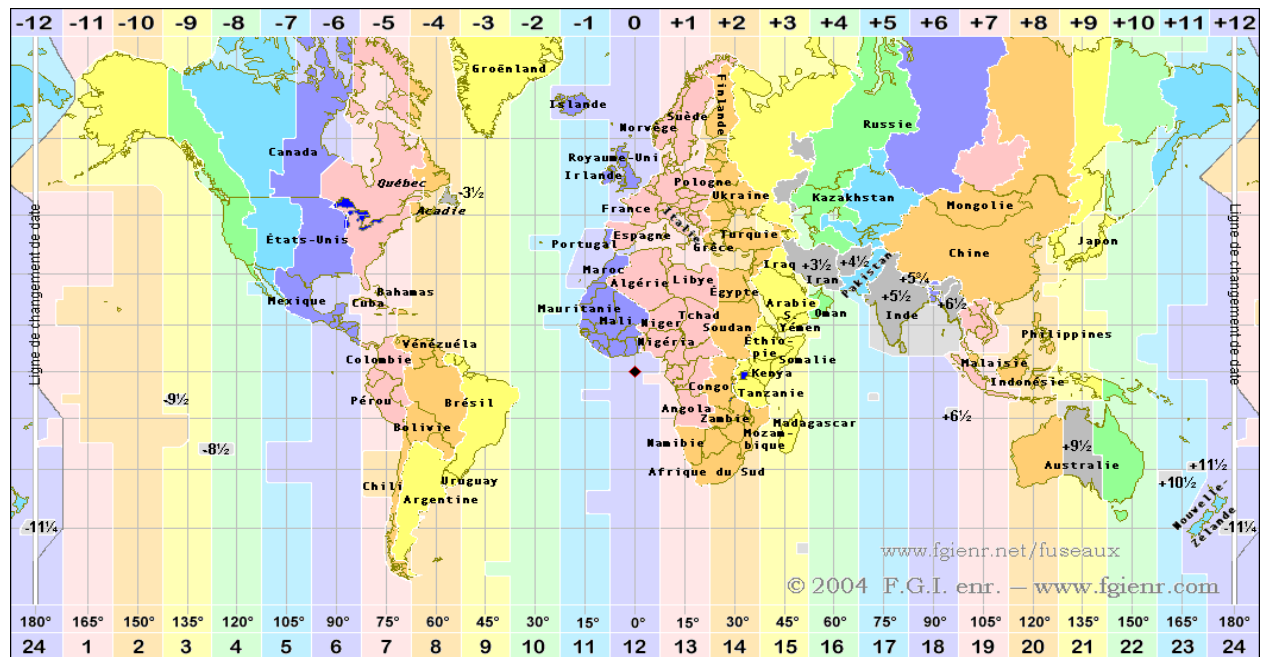 -12 -11 -10 -9 -8 -7 -6 -5 -4 -3 -2 -1 0 +1 +2 +3 +4 +5 +6 +7 +8 +9 +10 +11 +12
Groënland
Islande
Finlande
Suède
Norvège
Russie
Canada
Royaume-Uni
Irlande
Québec
-3½
Acadie
Pologne
Ukraine
Kazakhstan
Mongolie
France
Italie
États-Unis
Espagne
Portugal
Grèce
Turquie
Chine
Japon
Ligne de changement de date
Ligne de changement de date
Maroc
Algérie
Libye
Égypte
Iraq
+3½
Iran
+4½
Pakistan
+5¾
+5½
Inde
+6½
Mexique
Cuba
Bahamas
Mauritanie
Mali
Niger
Tchad
Soudan
Arabie
S.
Oman
Yémen
Nigéria
Éthio-
pie
Somalie
Philippines
Vénézuéla
Colombie
Kenya
Malaisie
Indonésie
Congo
Tanzanie
Pérou
Brésil
-9½
+6½
Angola
Zambie
Madagascar
Mozam-
bique
Bolivie
-8½
Namibie
+9½
Australie
Afrique du Sud
+11½
+10½
Chili
Uruguay
Argentine
Nouvelle-
Zélande
-11¼
-11¼
www.fgienr.net/fuseaux
© 2004 F.G.I. enr. – www.fgienr.com
180° 165° 150° 135° 120° 105° 90° 75° 60° 45° 30° 15° 0° 15° 30° 45° 60° 75° 90° 105° 120° 135° 150° 165° 180°
24 1 2 3 4 5 6 7 8 9 10 11 12 13 14 15 16 17 18 19 20 21 22 23 24